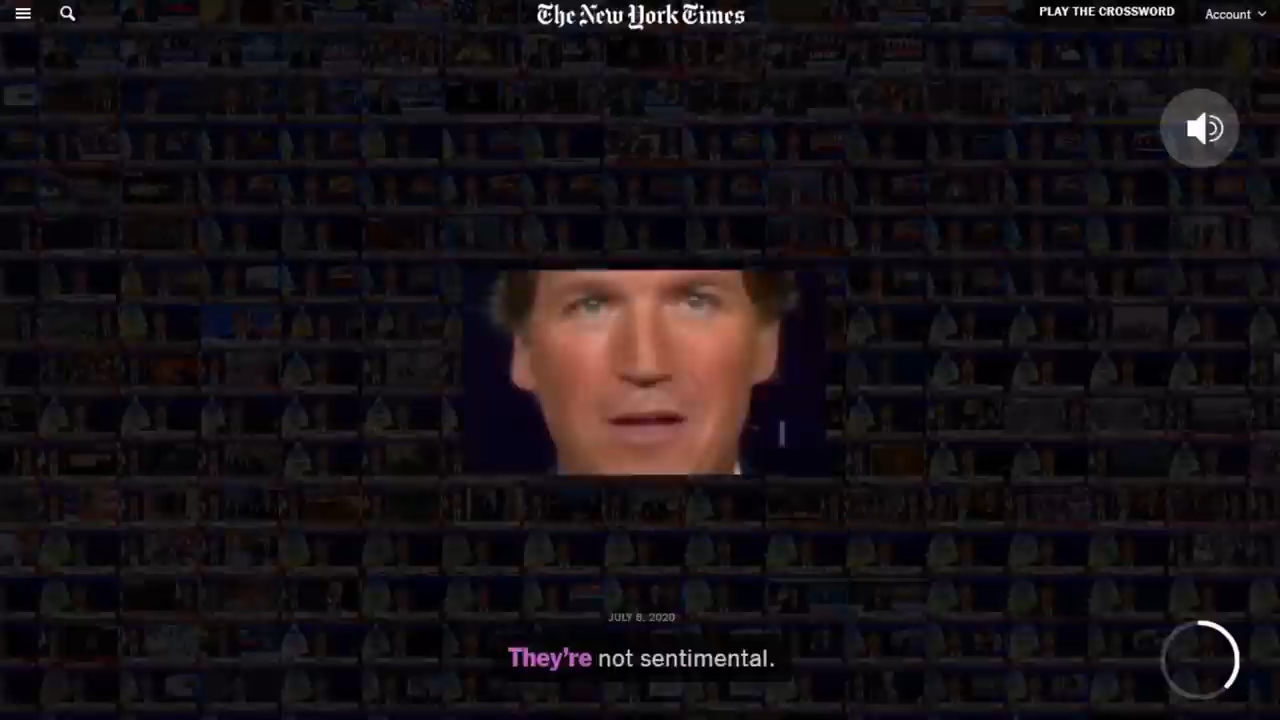 The New York Times
PLAY THE CROSSWORD
Account
JULY 8, 2020
They're not sentimental.